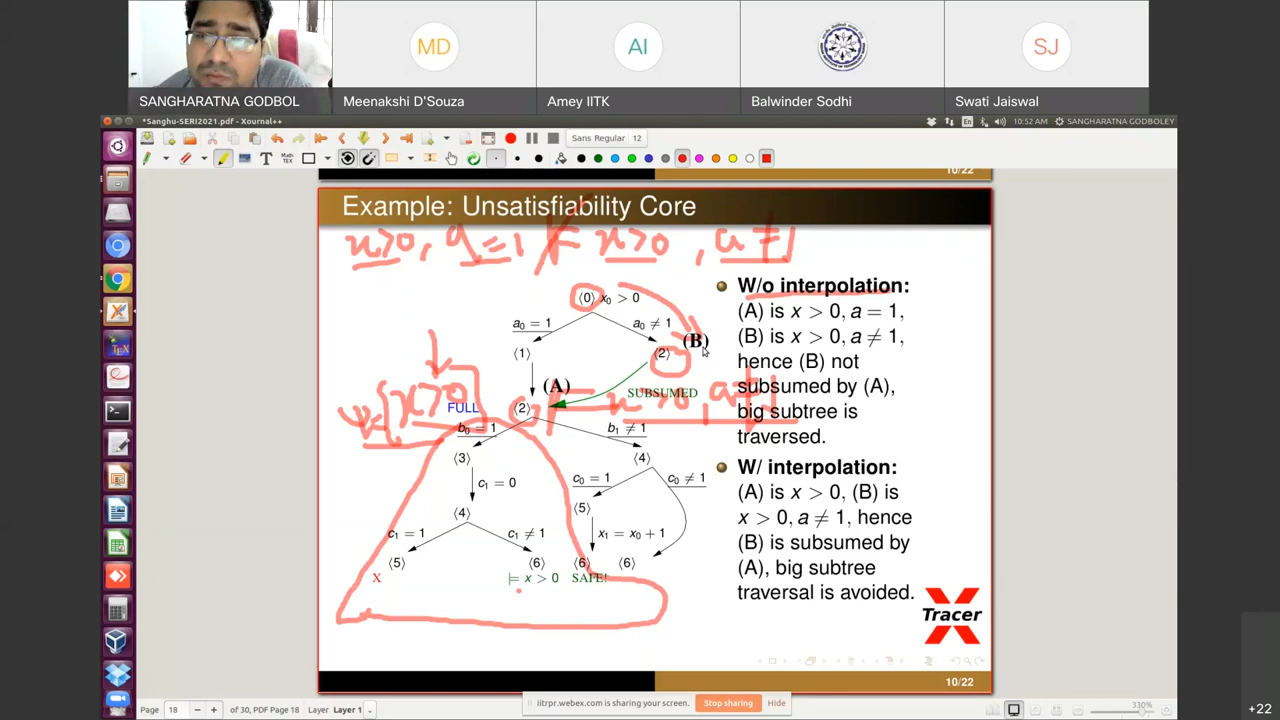 MD
AI
SJ
SANGHARATNA GODBOL
Meenakshi D'Souza
Amey IITK
Balwinder Sodhi
Swati Jaiswal
*Sanghu-SERI2021.pdf - Xournal++
En
10:52 AM
SANGHARATNA GODBOLEY
Sans Regular 12
10/22
Example: Unsatisfiability Core
x>0, a=1 ⊭ x>0, a≠1
⟨0⟩ x₀ > 0
a₀ = 1
a₀ ≠ 1
(B)
⟨1⟩
⟨2⟩
(A)
SUBSUMED
FULL
⟨2⟩
x>0
⊨ x>0, a≠1
b₀ = 1
b₁ ≠ 1
⟨3⟩
⟨4⟩
c₁ = 0
c₀ = 1
c₀ ≠ 1
⟨4⟩
⟨5⟩
c₁ = 1
c₁ ≠ 1
x₁ = x₀ + 1
⟨5⟩
⟨6⟩
⟨6⟩
⟨6⟩
X
⊨ x > 0
SAFE!
W/o interpolation:
(A) is x > 0, a = 1,
(B) is x > 0, a ≠ 1,
hence (B) not
subsumed by (A),
big subtree is
traversed.
W/ interpolation:
(A) is x > 0, (B) is
x > 0, a ≠ 1, hence
(B) is subsumed by
(A), big subtree
traversal is avoided.
Tracer
10/22
litrpr.webex.com is sharing your screen.
Stop sharing
Hide
Page 18 of 30, PDF Page 18
Layer Layer 1
330%
+22